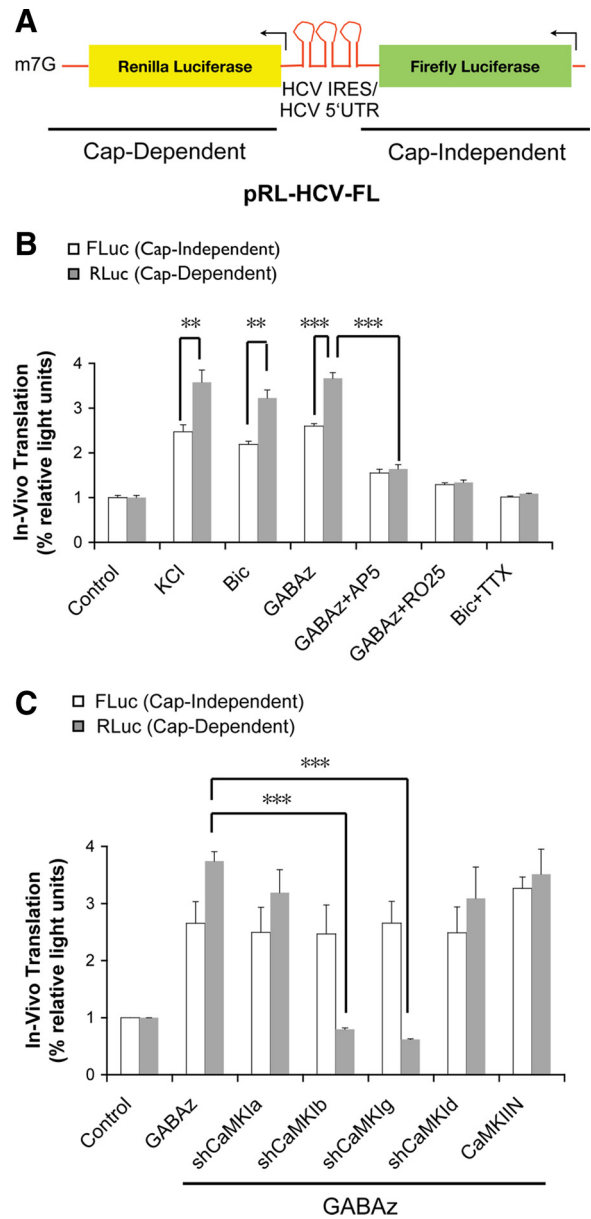 A
m7G
Renilla Luciferase
Firefly Luciferase
HCV IRES/
HCV 5'UTR
Cap-Dependent
Cap-Independent
pRL-HCV-FL
B
FLuc (Cap-Independent)
RLuc (Cap-Dependent)
** ** *** ***
In-Vivo Translation
(% relative light units)
4
3
2
1
0
Control
KCl
Bic
GABAz
GABAz+AP5
GABAz+RO25
Bic+TTX
C
FLuc (Cap-Independent)
RLuc (Cap-Dependent)
***
***
In-Vivo Translation
(% relative light units)
4
3
2
1
0
Control
GABAz
shCaMKIa
shCaMKIb
shCaMKIg
shCaMKId
CaMKIIN
GABAz